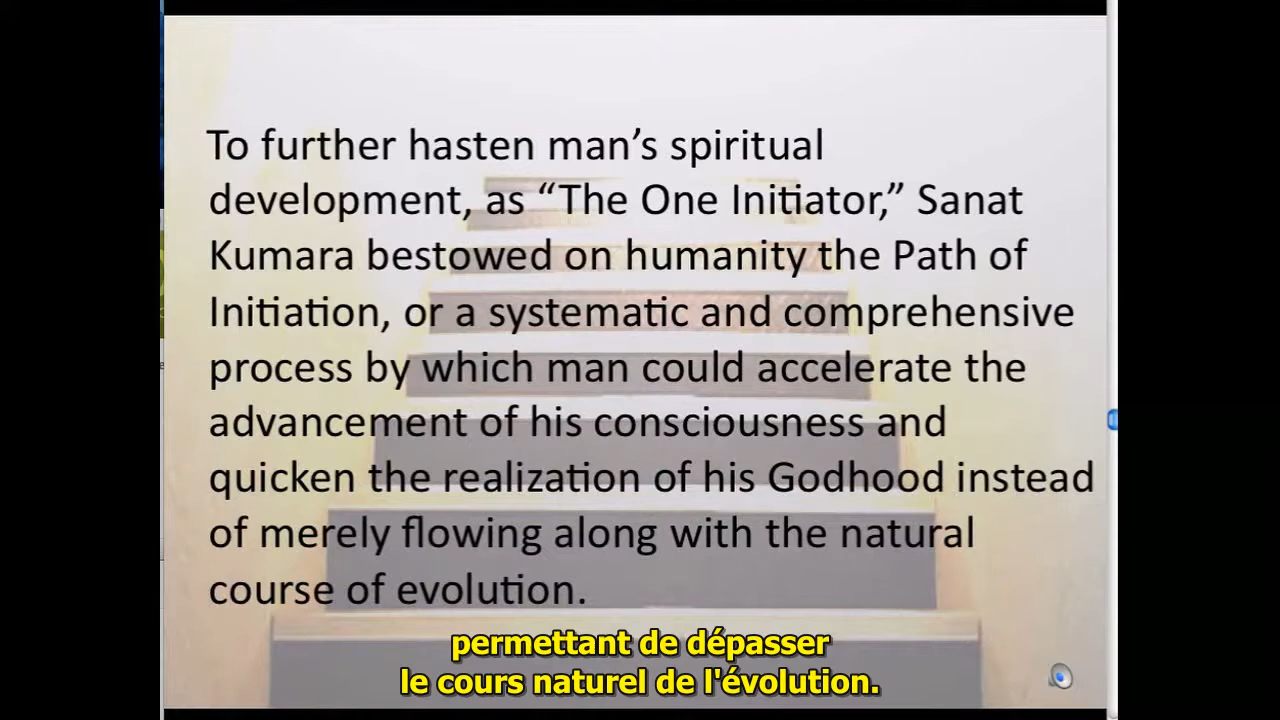 To further hasten man’s spiritual
development, as “The One Initiator,” Sanat
Kumara bestowed on humanity the Path of
Initiation, or a systematic and comprehensive
process by which man could accelerate the
advancement of his consciousness and
quicken the realization of his Godhood instead
of merely flowing along with the natural
course of evolution.
permettant de dépasser
le cours naturel de l'évolution.